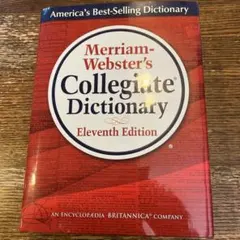 America's Best-Selling Dictionary
Merriam-
Webster's
Collegiate®
Dictionary
Eleventh Edition
®
AN ENCYCLOPÆDIA BRITANNICA® COMPANY